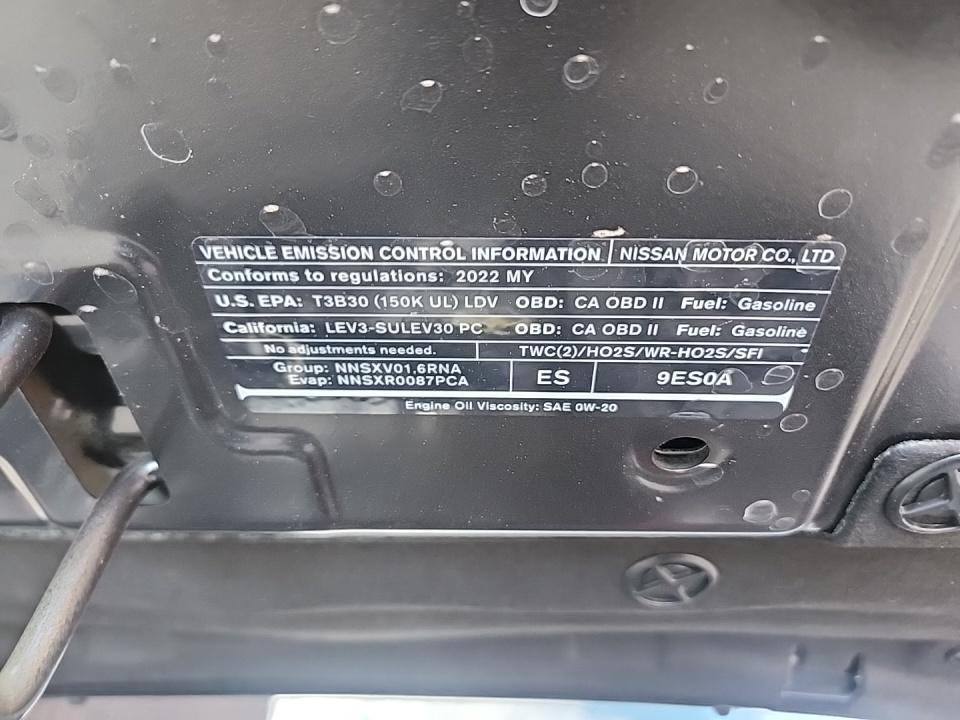 VEHICLE EMISSION CONTROL INFORMATION | NISSAN MOTOR CO., LTD
Conforms to regulations: 2022 MY
U.S. EPA: T3B30 (150K UL) LDV OBD: CA OBD II Fuel: Gasoline
California: LEV3-SULEV30 PC OBD: CA OBD II Fuel: Gasoline
No adjustments needed. TWC(2)/HO2S/WR-HO2S/SFI
Group: NNSXV01.6RNA
Evap: NNSXR0087PCA
ES 9ES0A
Engine Oil Viscosity: SAE 0W-20